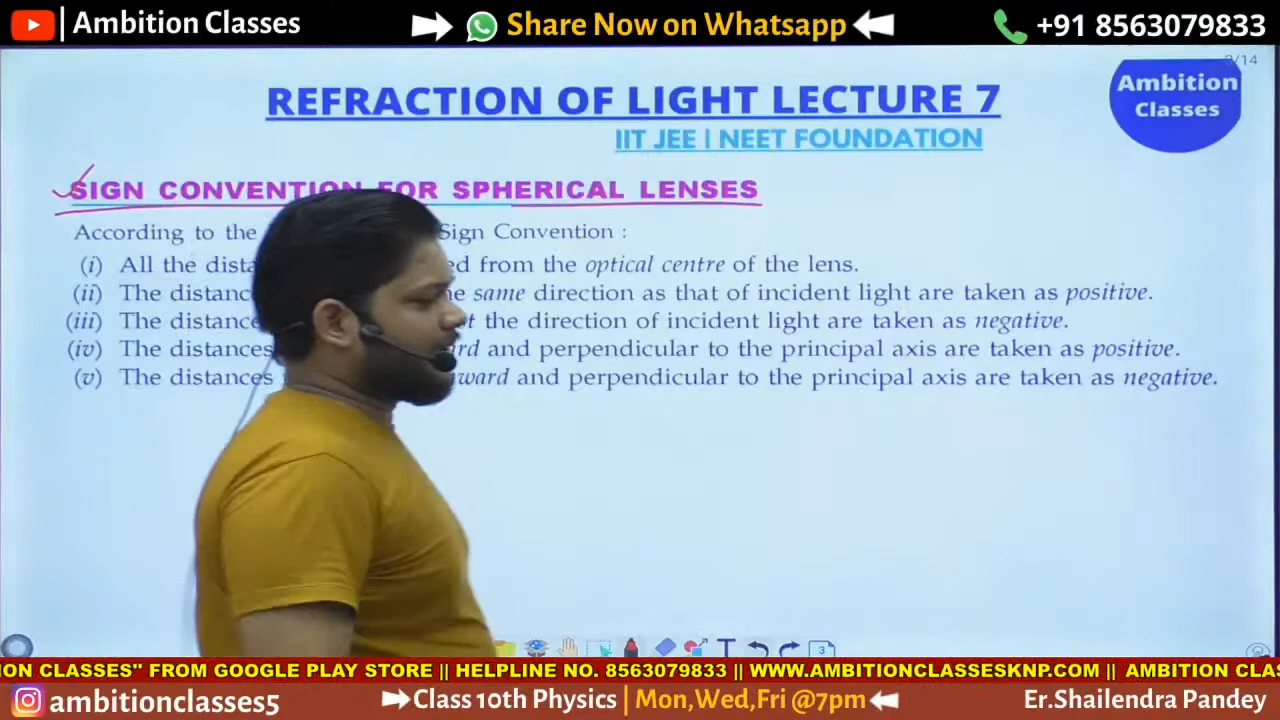 | Ambition Classes
Share Now on Whatsapp
+91 8563079833
/14
REFRACTION OF LIGHT LECTURE 7
Ambition
Classes
IIT JEE | NEET FOUNDATION
SIGN CONVENTION FOR SPHERICAL LENSES
According to the Sign Convention :
(i) All the from the optical centre of the lens.
(ii) The same direction as that of incident light are taken as positive.
(iii) The the direction of incident light are taken as negative.
(iv) The distances and perpendicular to the principal axis are taken as positive.
(v) The distances and perpendicular to the principal axis are taken as negative.
T
3
ION CLASSES" FROM GOOGLE PLAY STORE || HELPLINE NO. 8563079833 || WWW.AMBITIONCLASSESKNP.COM || AMBITION CLAS
ambitionclasses5
Class 10th Physics | Mon,Wed,Fri @7pm
Er.Shailendra Pandey